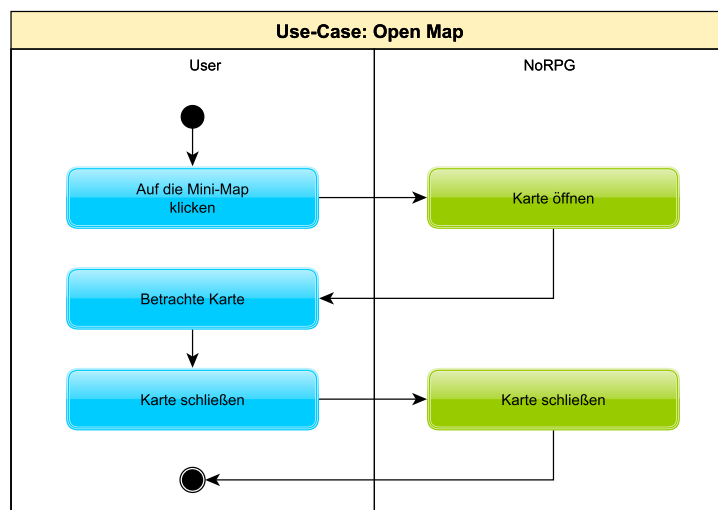 Use-Case: Open Map
User
NoRPG
Auf die Mini-Map
klicken
Karte öffnen
Betrachte Karte
Karte schließen
Karte schließen